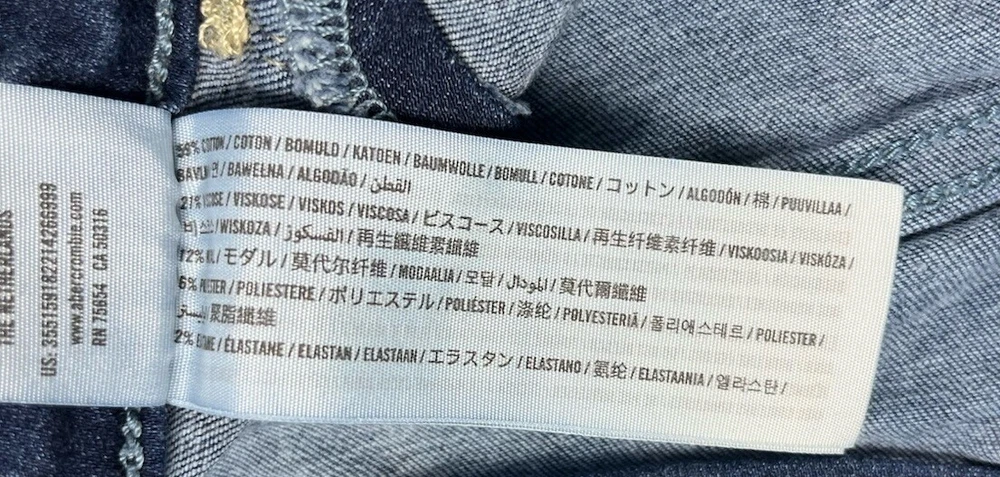 THE NETHERLANDS
US: 355159182214266999
www.abercrombie.com
RN 75654 CA 50316
59% COTTON / COTON / BOMULD / KATOEN / BAUMWOLLE / BOMULL / COTONE / コットン / ALGODÓN / 棉 / PUUVILLAA /
/ BAWEŁNA / ALGODÃO / القطن
21% / VISKOSE / VISKOS / VISCOSA / ビスコース / VISCOSILLA / 再生纤维素纤维 / VISKOOSIA / VISKÓZA /
/ WISKOZA / الفسكوز / 再生纖維素纖維
12% / モダル / 莫代尔纤维 / MODAALIA / 모달 / المودال / 莫代爾纖維
6% / POLIESTERE / ポリエステル / POLIÉSTER / 涤纶 / POLYESTERIÄ / 폴리에스테르 / POLIESTER /
聚脂纖維
2% / ÉLASTANE / ELASTAN / ELASTAAN / エラスタン / ELASTANO / 氨纶 / ELASTAANIA / 엘라스탄 /